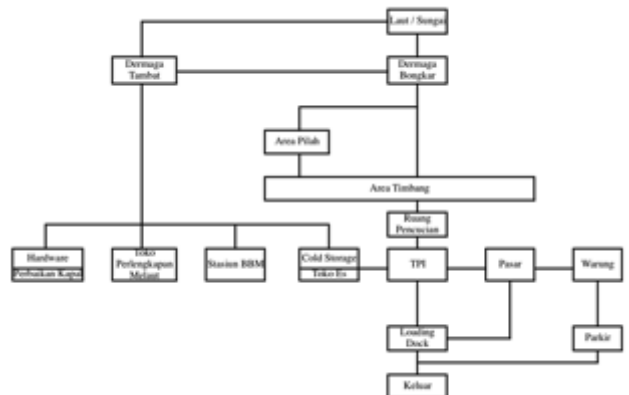 Laut / Sungai
Dermaga
Tambat
Dermaga
Bongkar
Area Pilah
Area Timbang
Ruang
Pencucian
Hardware
Perbaikan Kapal
Toko
Perlengkapan
Melaut
Stasiun BBM
Cold Storage
Toko Es
TPI
Pasar
Warung
Loading
Dock
Parkir
Keluar